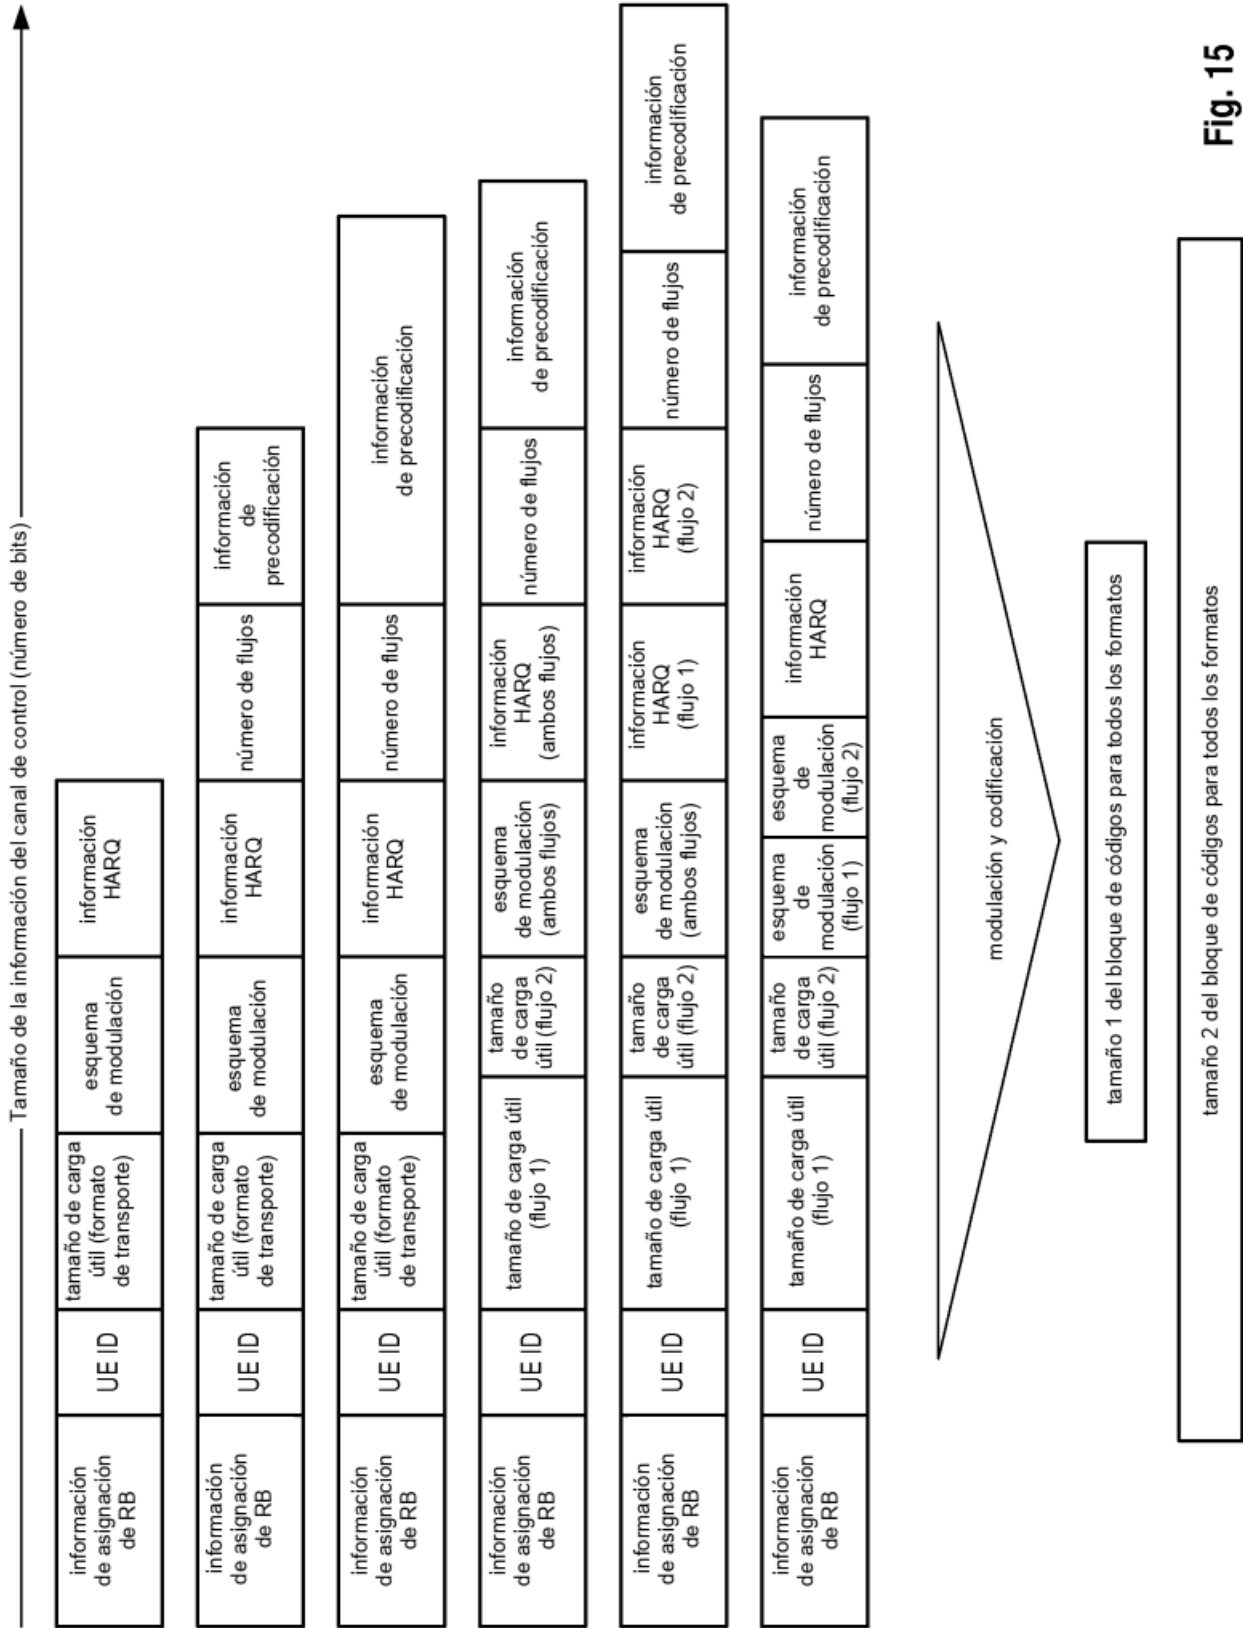 Tamaño de la información del canal de control (número de bits)
información
de asignación
de RB
UE ID
tamaño de carga
útil (formato
de transporte)
esquema
de modulación
información
HARQ
información
de asignación
de RB
UE ID
tamaño de carga
útil (formato
de transporte)
esquema
de modulación
información
HARQ
número de flujos
información
de
precodificación
información
de asignación
de RB
UE ID
tamaño de carga
útil (formato
de transporte)
esquema
de modulación
información
HARQ
número de flujos
información
de precodificación
información
de asignación
de RB
UE ID
tamaño de carga útil
(flujo 1)
tamaño
de carga
útil (flujo 2)
esquema
de modulación
(ambos flujos)
información
HARQ
(ambos flujos)
número de flujos
información
de precodificación
información
de asignación
de RB
UE ID
tamaño de carga útil
(flujo 1)
tamaño
de carga
útil (flujo 2)
esquema
de modulación
(ambos flujos)
información
HARQ
(flujo 1)
información
HARQ
(flujo 2)
número de flujos
información
de precodificación
información
de asignación
de RB
UE ID
tamaño de carga útil
(flujo 1)
tamaño
de carga
útil (flujo 2)
esquema
de
modulación
(flujo 1)
esquema
de
modulación
(flujo 2)
información
HARQ
número de flujos
información
de precodificación
modulación y codificación
tamaño 1 del bloque de códigos para todos los formatos
tamaño 2 del bloque de códigos para todos los formatos
Fig. 15